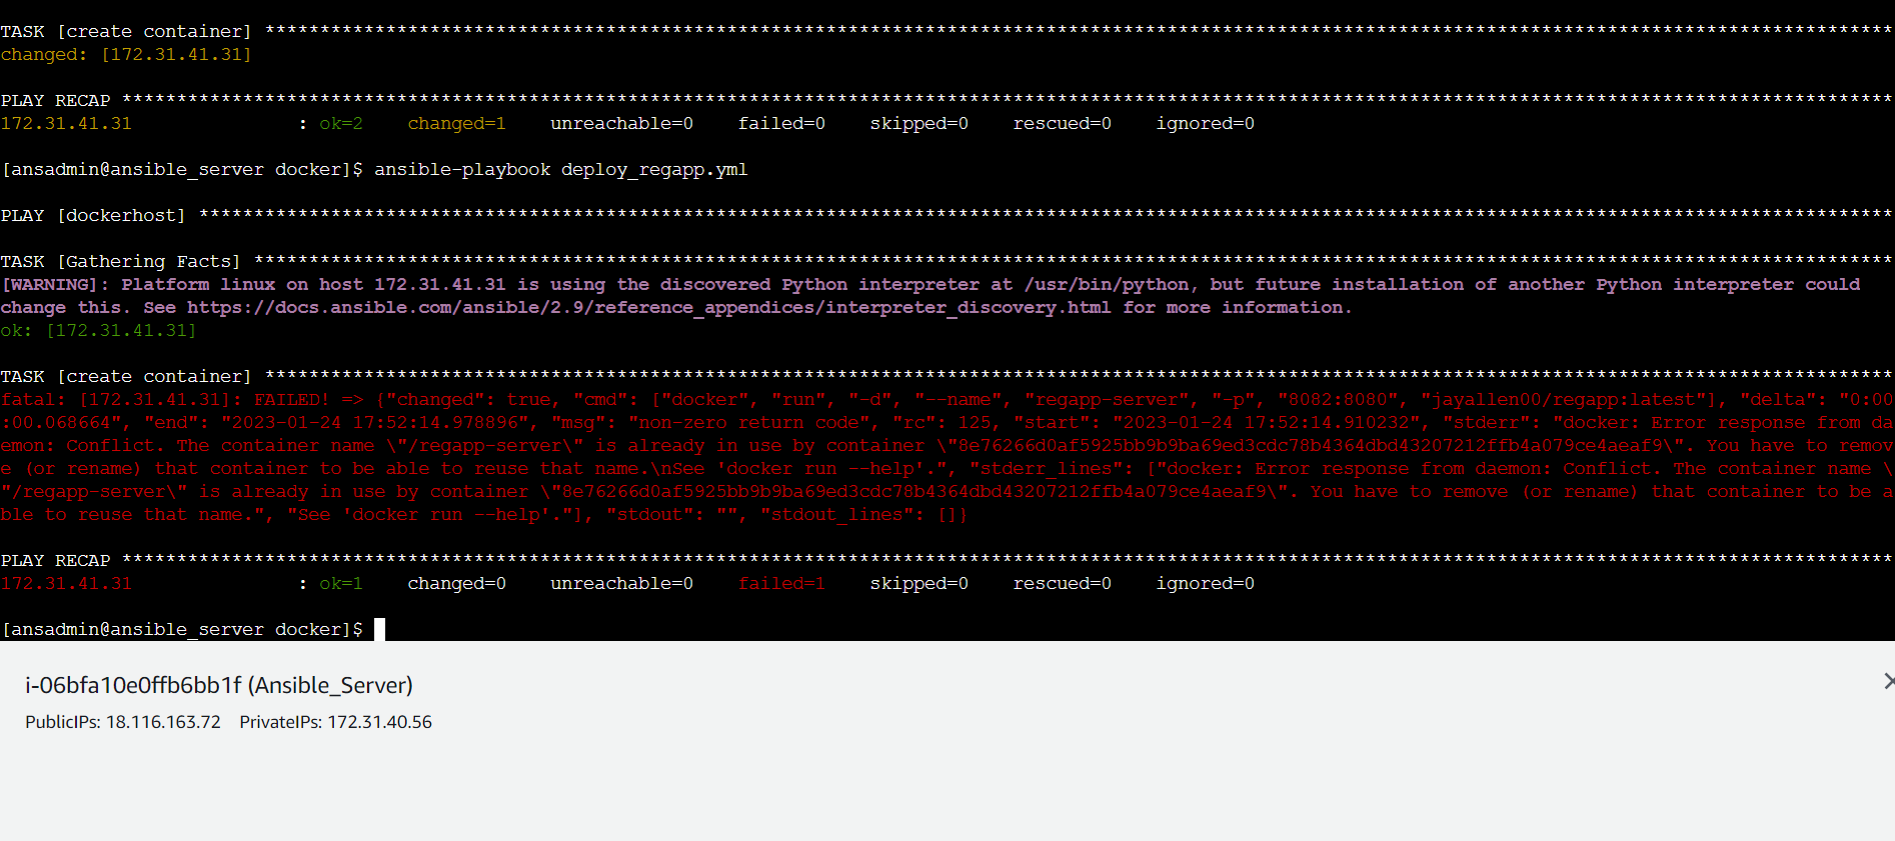 TASK [create container] ****************************************************************************************************************************************************
changed: [172.31.41.31]
PLAY RECAP *****************************************************************************************************************************************************************
172.31.41.31 : ok=2 changed=1 unreachable=0 failed=0 skipped=0 rescued=0 ignored=0
[ansadmin@ansible_server docker]$ ansible-playbook deploy_regapp.yml
PLAY [dockerhost] **********************************************************************************************************************************************************
TASK [Gathering Facts] *****************************************************************************************************************************************************
[WARNING]: Platform linux on host 172.31.41.31 is using the discovered Python interpreter at /usr/bin/python, but future installation of another Python interpreter could
change this. See https://docs.ansible.com/ansible/2.9/reference_appendices/interpreter_discovery.html for more information.
ok: [172.31.41.31]
TASK [create container] ****************************************************************************************************************************************************
fatal: [172.31.41.31]: FAILED! => {"changed": true, "cmd": ["docker", "run", "-d", "--name", "regapp-server", "-p", "8082:8080", "jayallen00/regapp:latest"], "delta": "0:00
:00.068664", "end": "2023-01-24 17:52:14.978896", "msg": "non-zero return code", "rc": 125, "start": "2023-01-24 17:52:14.910232", "stderr": "docker: Error response from da
emon: Conflict. The container name \"/regapp-server\" is already in use by container \"8e76266d0af5925bb9b9ba69ed3cdc78b4364dbd43207212ffb4a079ce4aeaf9\". You have to remov
e (or rename) that container to be able to reuse that name.\nSee 'docker run --help'.", "stderr_lines": ["docker: Error response from daemon: Conflict. The container name \
"/regapp-server\" is already in use by container \"8e76266d0af5925bb9b9ba69ed3cdc78b4364dbd43207212ffb4a079ce4aeaf9\". You have to remove (or rename) that container to be a
ble to reuse that name.", "See 'docker run --help'."], "stdout": "", "stdout_lines": []}
PLAY RECAP *****************************************************************************************************************************************************************
172.31.41.31 : ok=1 changed=0 unreachable=0 failed=1 skipped=0 rescued=0 ignored=0
[ansadmin@ansible_server docker]$
i-06bfa10e0ffb6bb1f (Ansible_Server)
PublicIPs: 18.116.163.72 PrivateIPs: 172.31.40.56